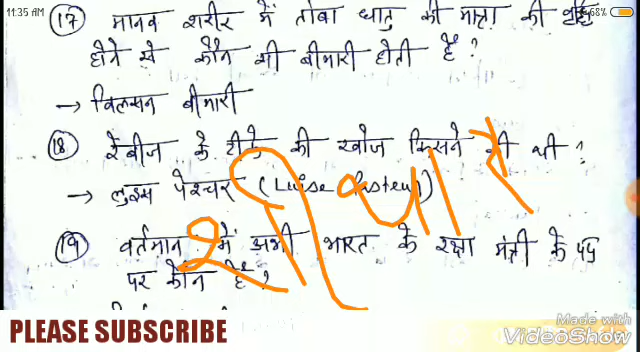 11:35 AM
68%
(17) मानव शरीर में तांबा धातु की मात्रा की वृद्धि
होने से कौन सी बीमारी होती है ?
→ विलसन बीमारी
(18) रेबीज के टीके की खोज किसने की थी ?
→ लुइस पेश्चर (Luise Pasteur)
(19) वर्तमान में अभी भारत के रक्षा मंत्री के पद
पर कौन है ?
PLEASE SUBSCRIBE
Made with
VideoShow